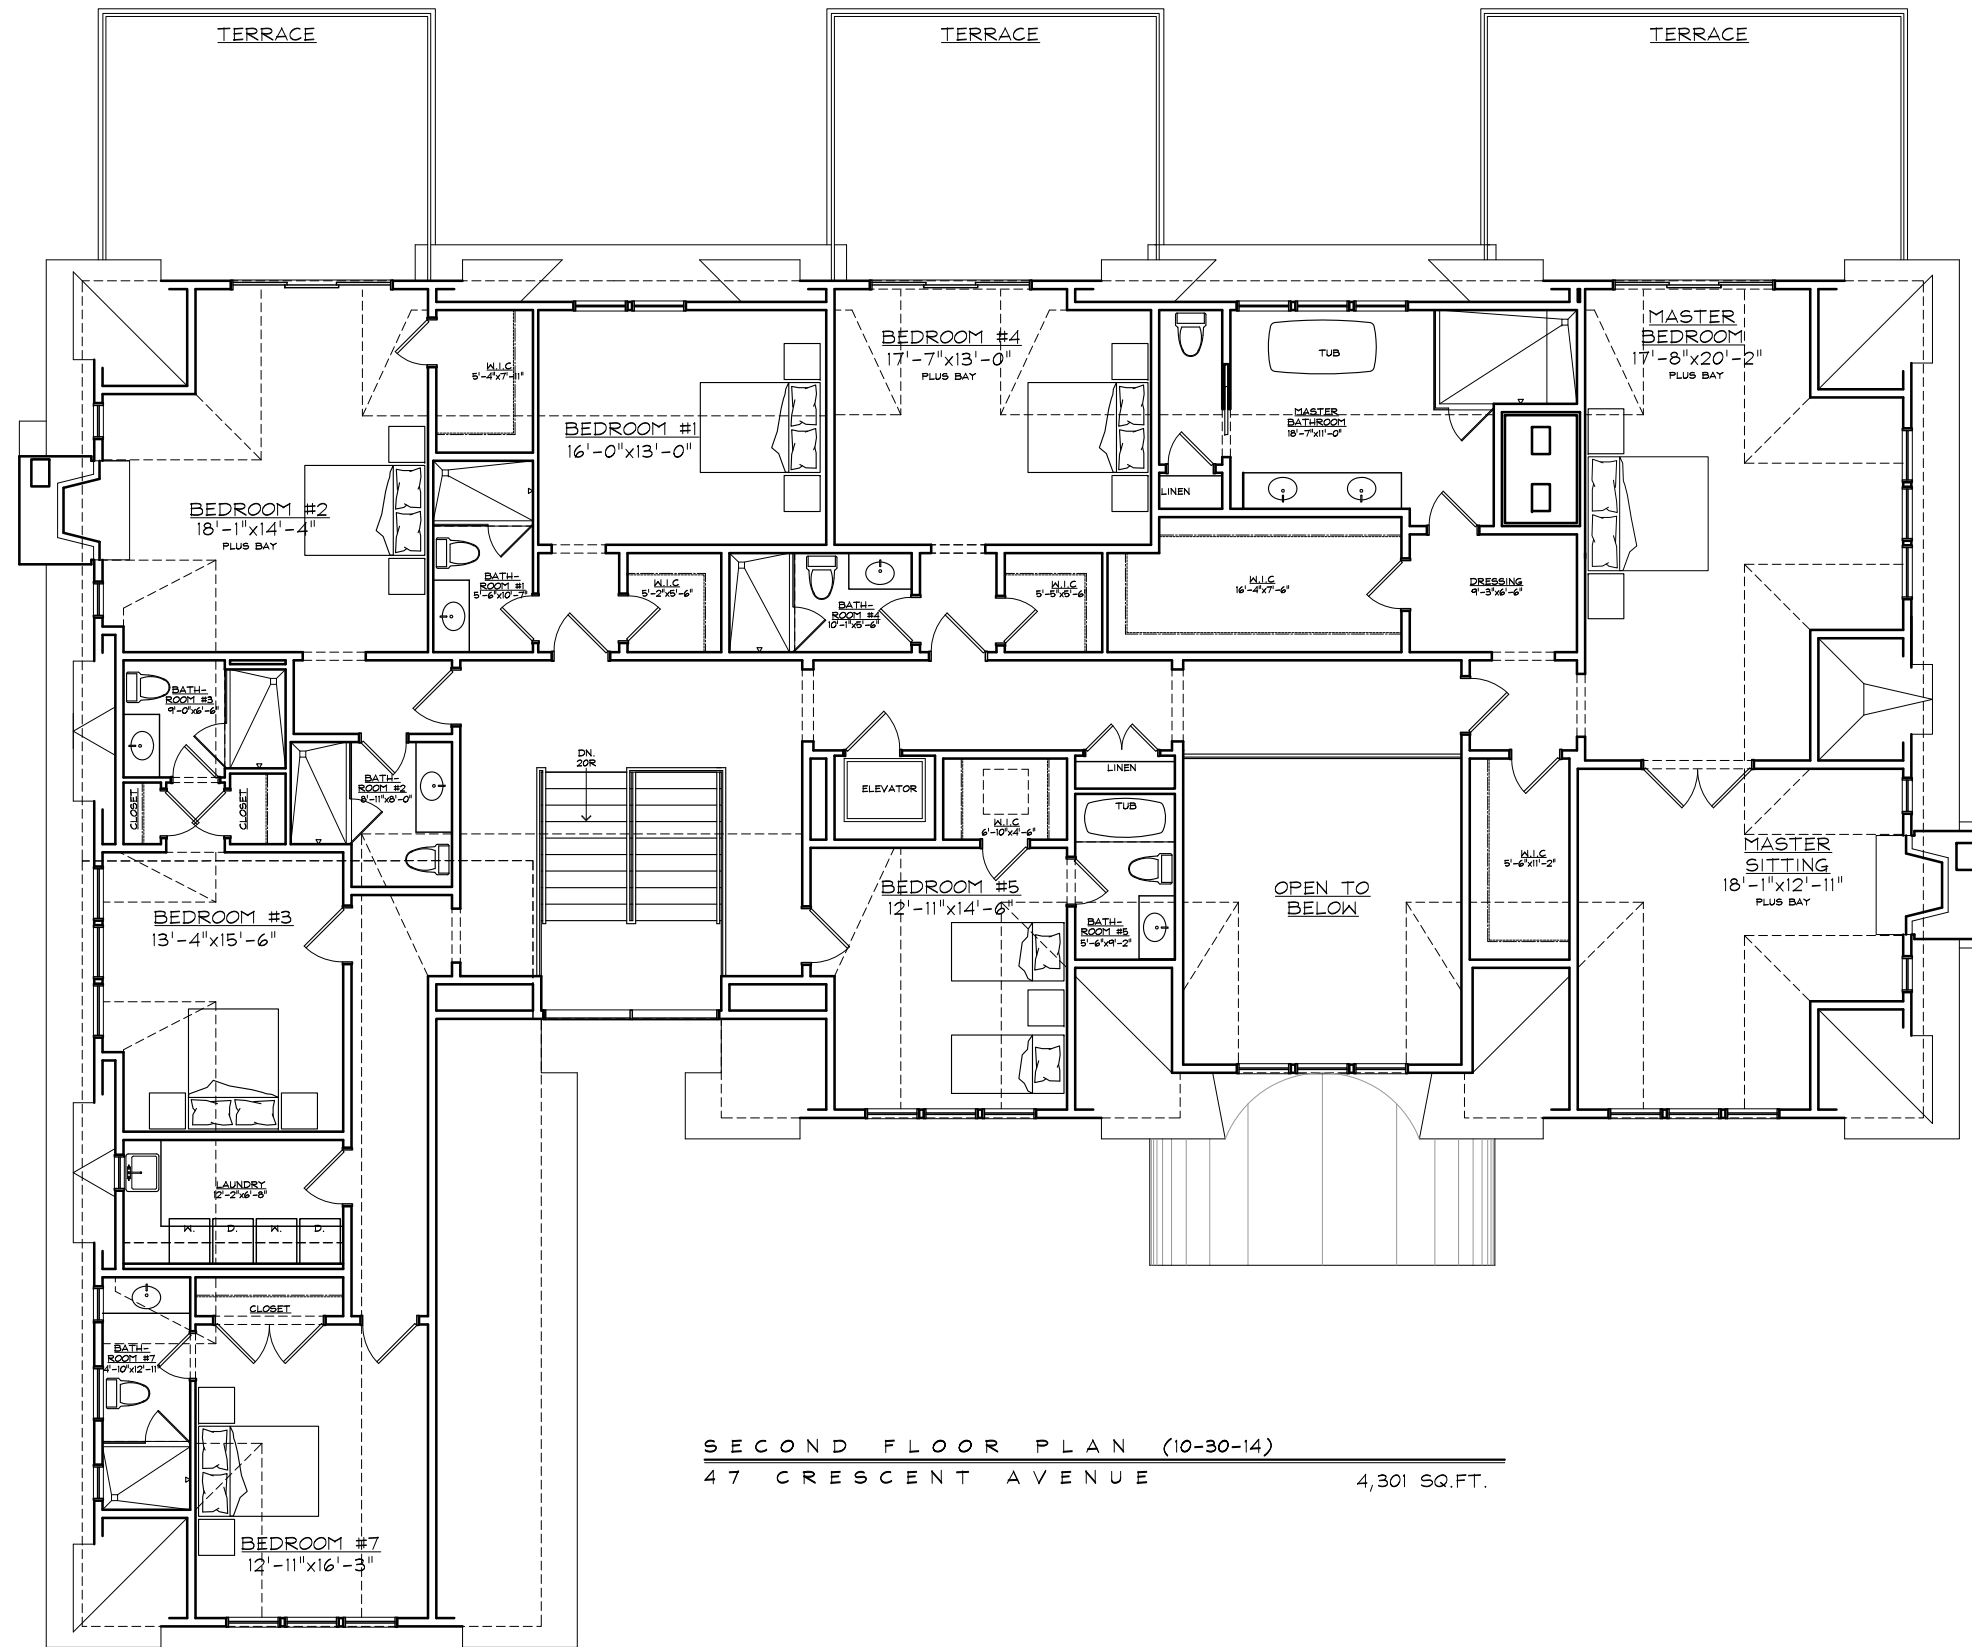 TERRACE
TERRACE
TERRACE
BEDROOM #4
17'-7"x13'-0"
PLUS BAY
MASTER
BEDROOM
17'-8"x20'-2"
PLUS BAY
TUB
W.I.C
5'-4"x7'-11"
MASTER
BATHROOM
18'-7"x11'-0"
BEDROOM #1
16'-0"x13'-0"
LINEN
BEDROOM #2
18'-1"x14'-4"
PLUS BAY
BATH-
ROOM #1
5'-6"x10'-7"
W.I.C
5'-2"x5'-6"
BATH-
ROOM #4
10'-1"x5'-6"
W.I.C
5'-5"x5'-6
W.I.C
16'-4"x7'-6"
DRESSING
9'-3"x6'-6"
BATH-
ROOM #3
9'-0"x6'-6"
DN.
20R
LINEN
BATH-
ROOM #2
8'-11"x8'-0"
ELEVATOR
CLOSET
CLOSET
W.I.C
6'-10"x4'-6"
TUB
MASTER
SITTING
18'-1"x12'-11"
PLUS BAY
W.I.C
5'-6"x11'-2"
BEDROOM #5
12'-11"x14'-6"
OPEN TO
BELOW
BEDROOM #3
13'-4"x15'-6"
BATH-
ROOM #5
5'-6"x9'-2"
LAUNDRY
12'-2"x6'-8"
W. D. W. D.
CLOSET
BATH-
ROOM #7
4'-10"x12'-11"
BEDROOM #7
12'-11"x16'-3"
SECOND FLOOR PLAN (10-30-14)
47 CRESCENT AVENUE 4,301 SQ.FT.